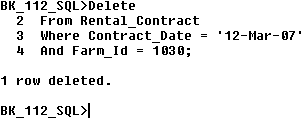 BK_112_SQL>Delete
  2  From Rental_Contract
  3  Where Contract_Date = '12-Mar-07'
  4  And Farm_Id = 1030;
1 row deleted.
BK_112_SQL>